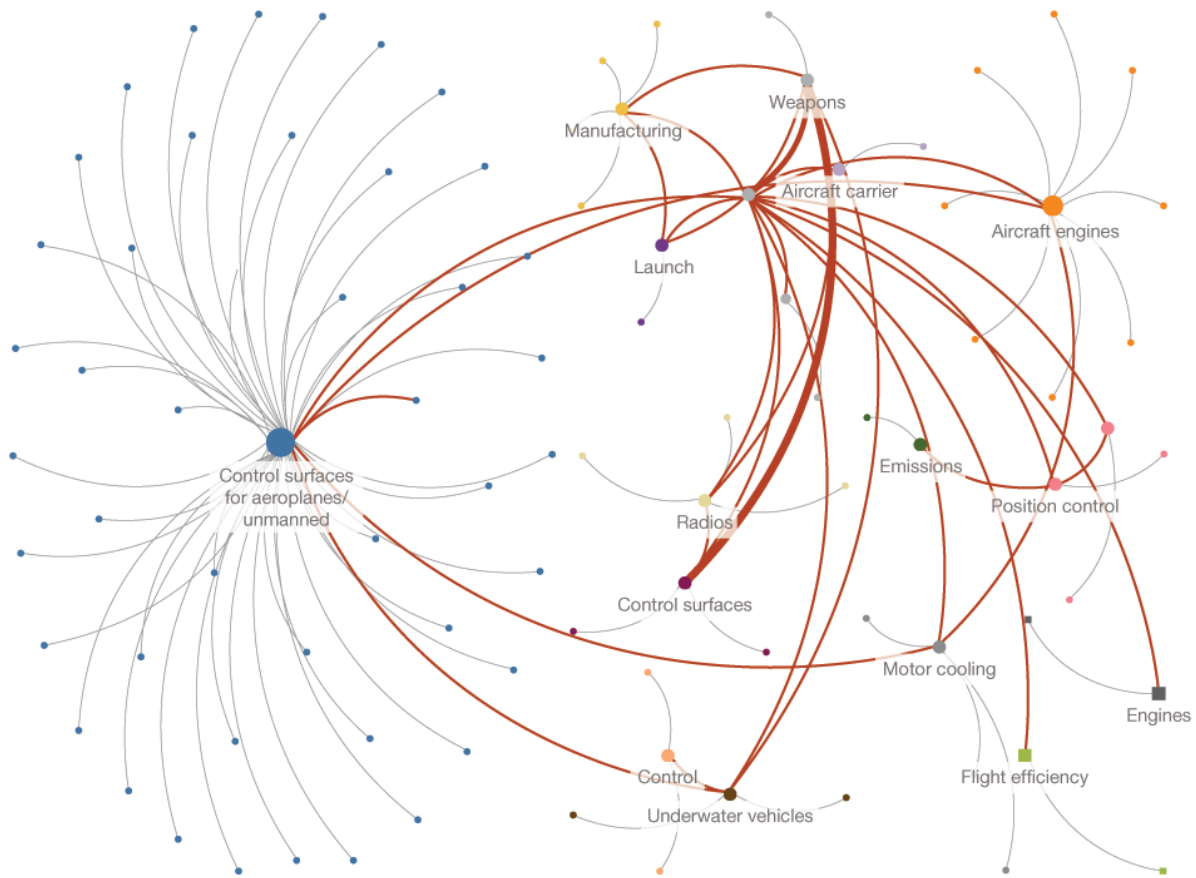 Weapons
Manufacturing
Aircraft carrier
Aircraft engines
Launch
Emissions
Control surfaces
for aeroplanes/
unmanned
Position control
Radios
Control surfaces
Motor cooling
Engines
Control
Flight efficiency
Underwater vehicles